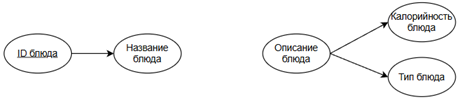 ID блюда
Название
блюда
Описание
блюда
Калорийность
блюда
Тип блюда